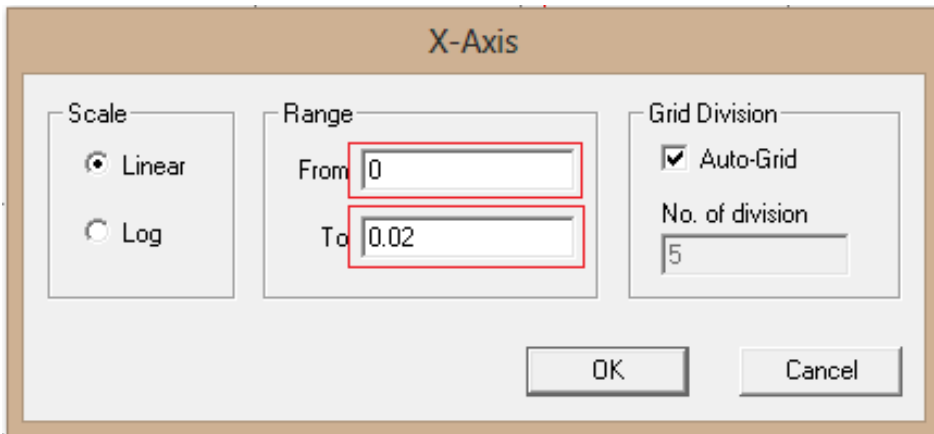 X-Axis
Scale
Linear
Log
Range
From 0
To 0.02
Grid Division
Auto-Grid
No. of division
5
OK
Cancel